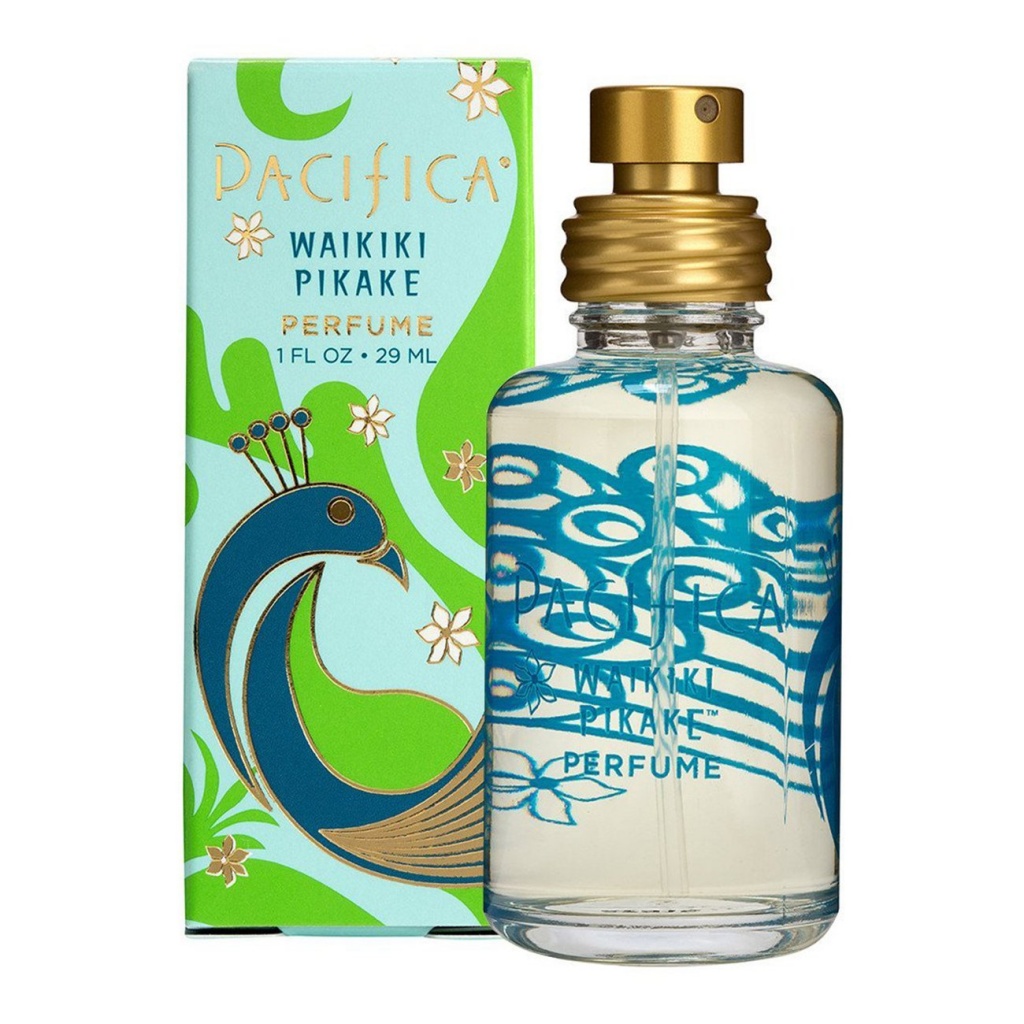 PACIFICA
WAIKIKI
PIKAKE
PERFUME
1 FL OZ • 29 ML
PACIFICA
WAIKIKI
PIKAKE™
PERFUME